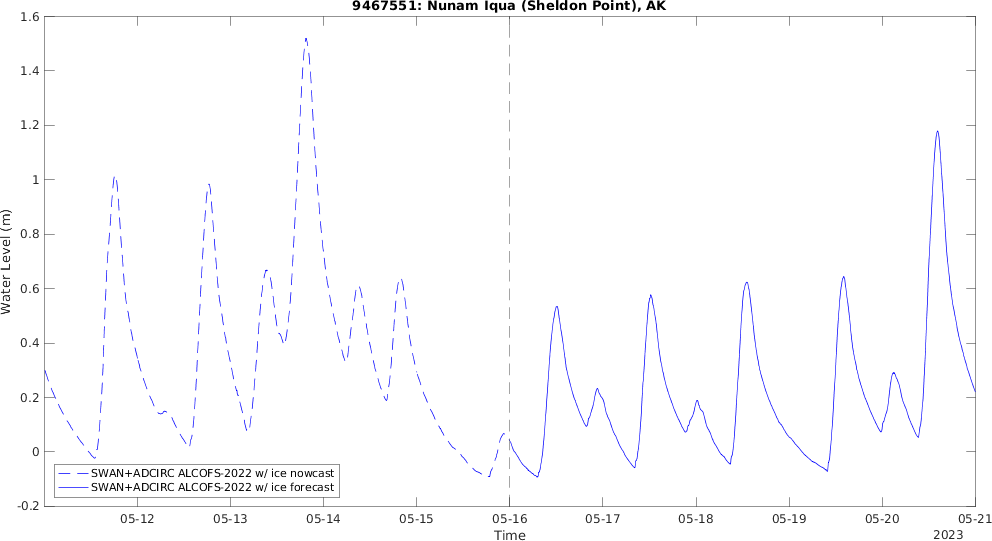 9467551: Nunam Iqua (Sheldon Point), AK
Water Level (m)
1.6
1.4
1.2
1
0.8
0.6
0.4
0.2
0
-0.2
SWAN+ADCIRC ALCOFS-2022 w/ ice nowcast
SWAN+ADCIRC ALCOFS-2022 w/ ice forecast
05-12 05-13 05-14 05-15 05-16 05-17 05-18 05-19 05-20 05-21
Time
2023